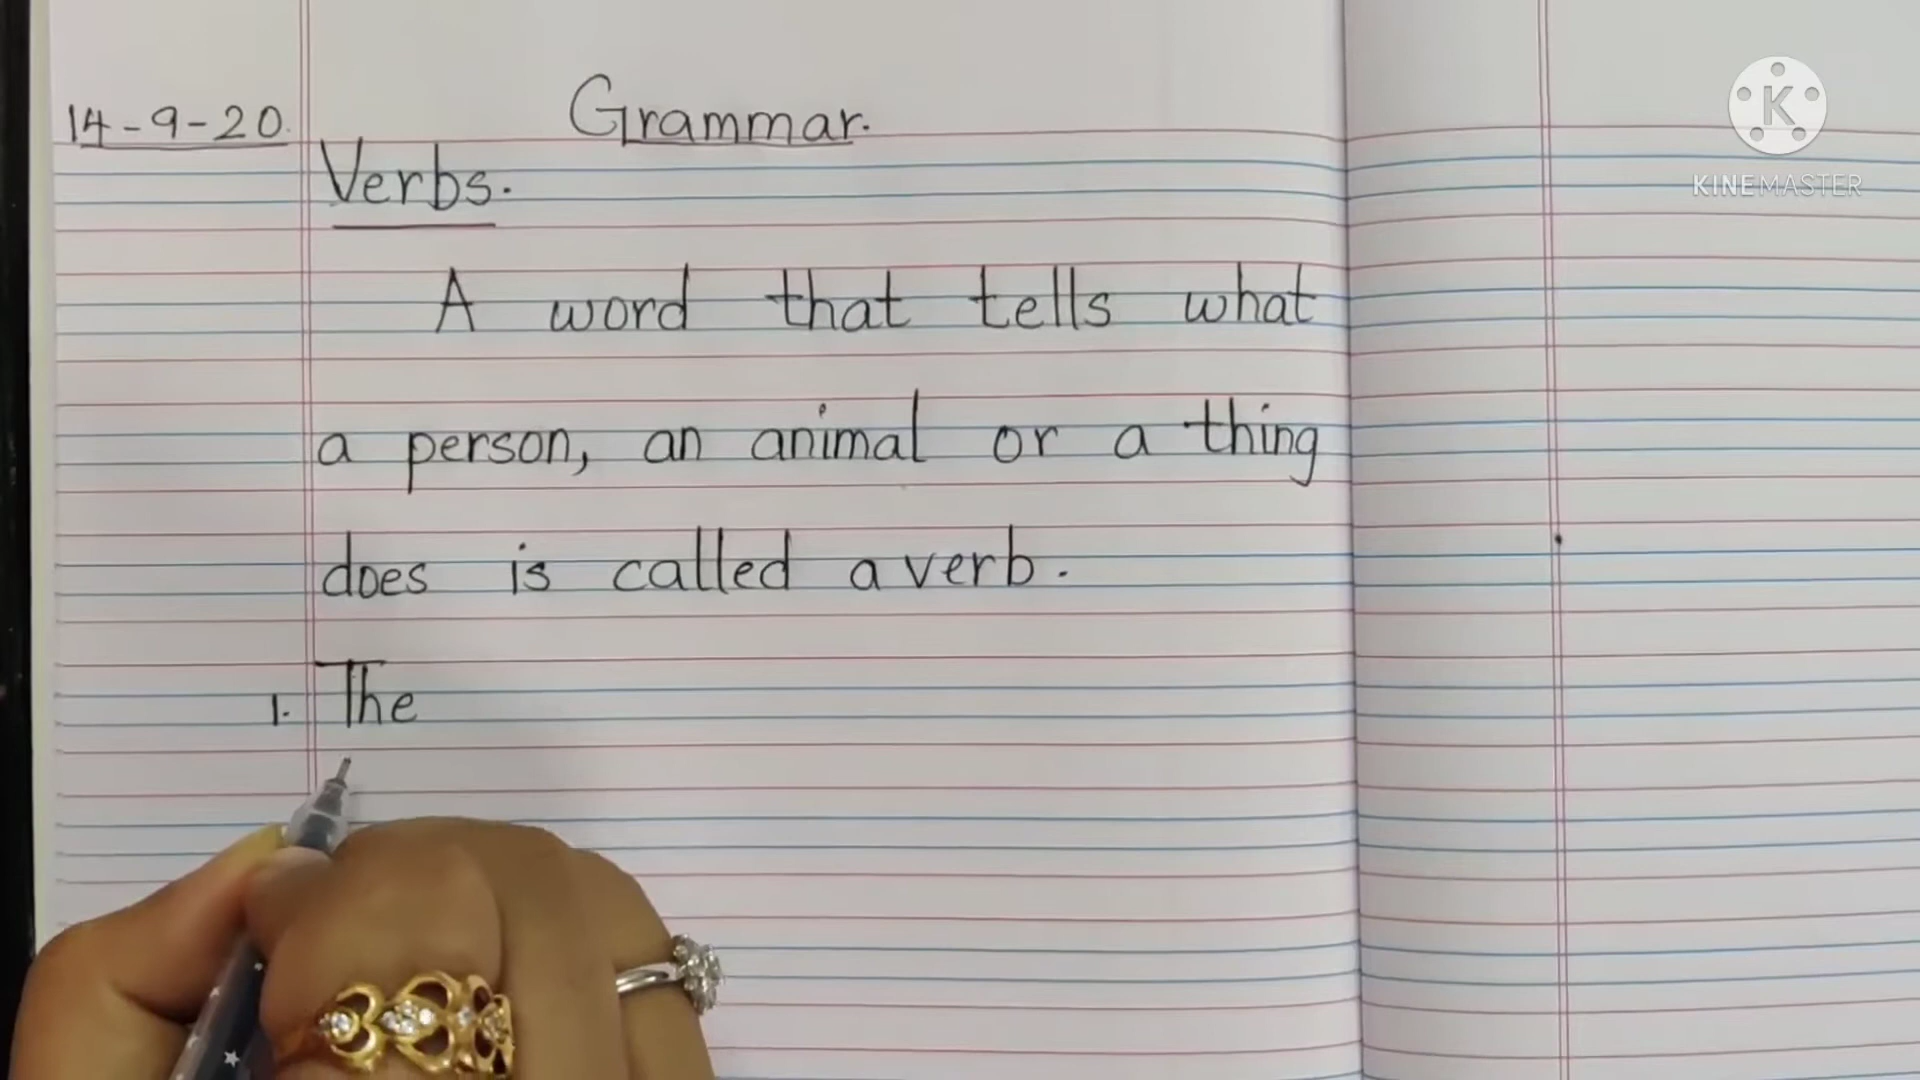 14-9-20.
Grammar.
Verbs.
A word that tells what
a person, an animal or a thing
does is called a verb.
1. The
K
KINEMASTER